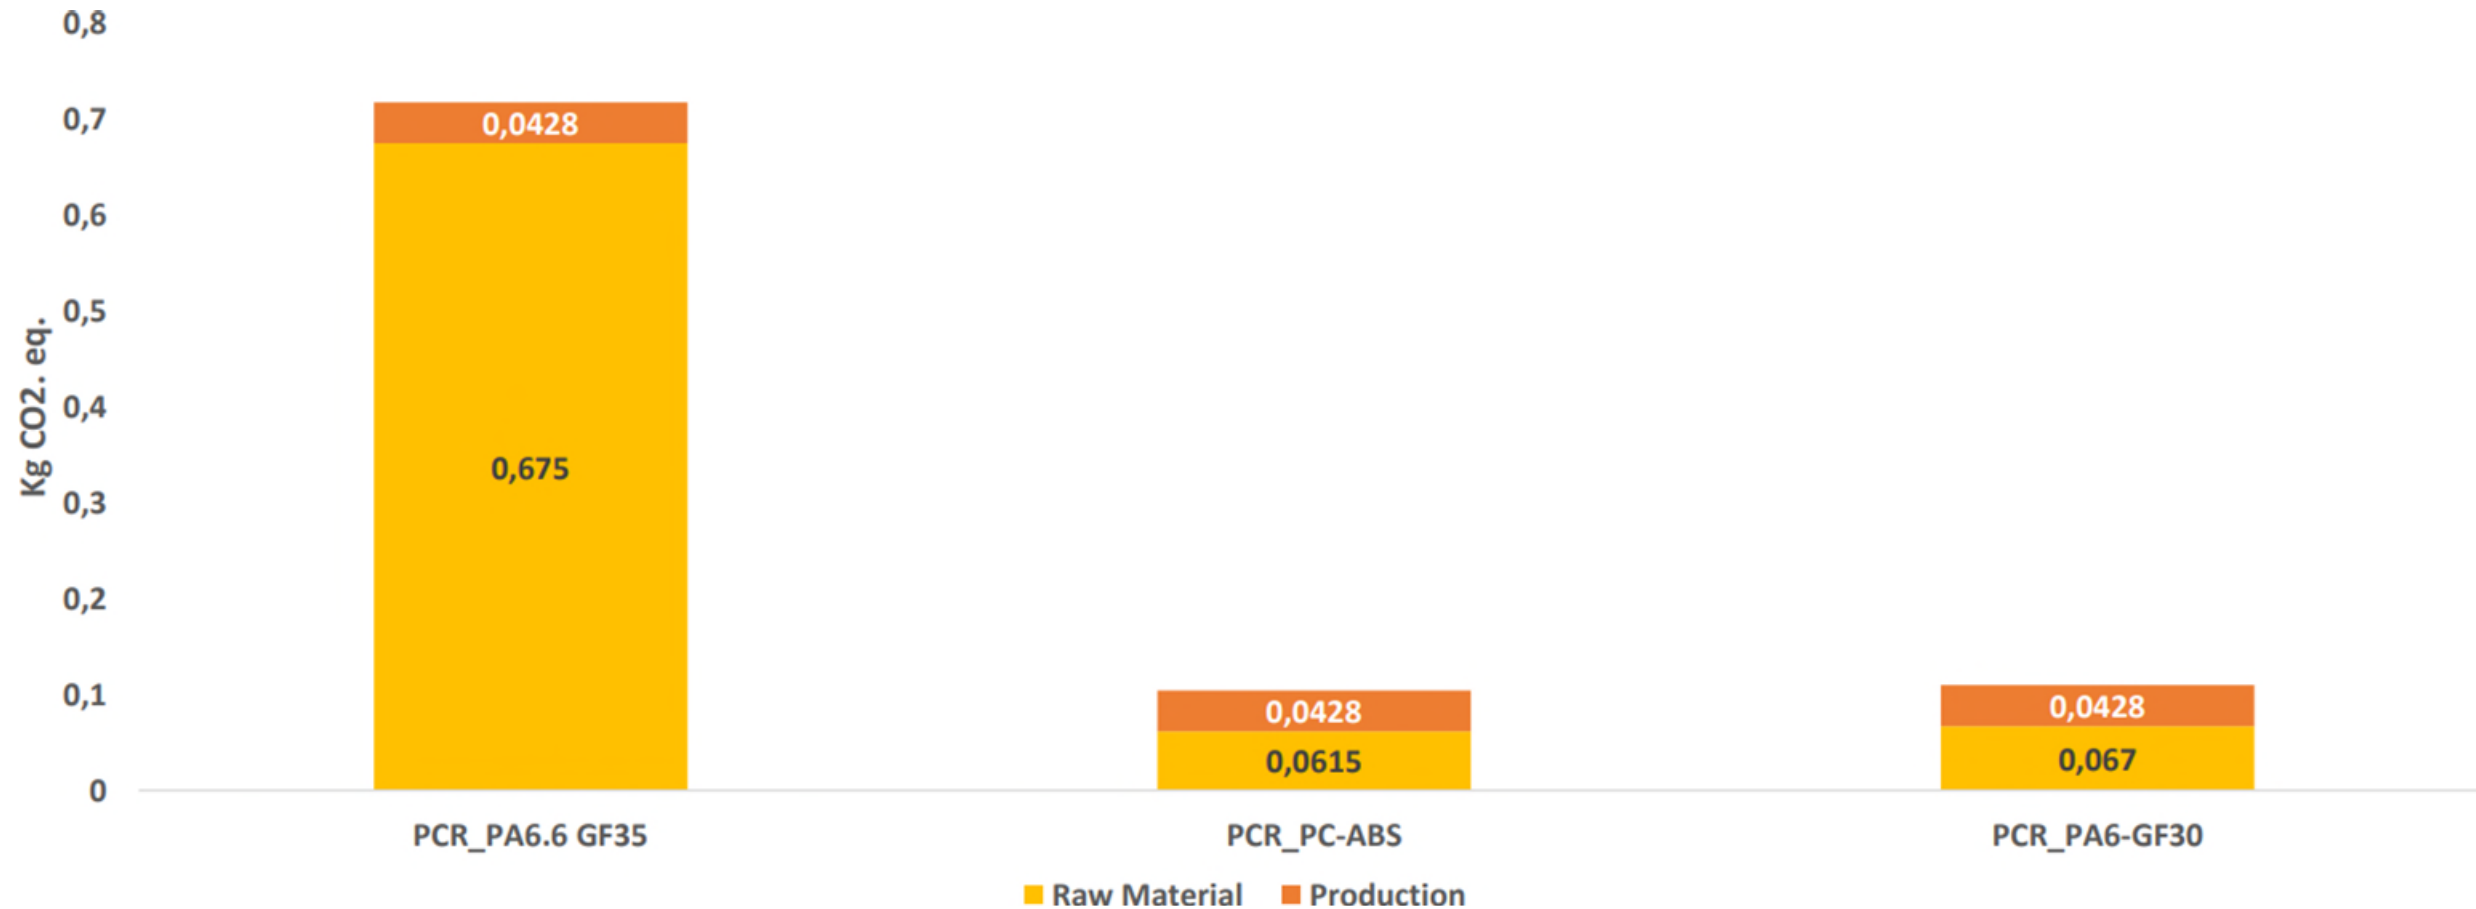 0,8
0,7
0,6
0,5
0,4
0,3
0,2
0,1
0
Kg CO2. eq.
0,0428
0,675
0,0428
0,0615
0,0428
0,067
PCR_PA6.6 GF35
PCR_PC-ABS
PCR_PA6-GF30
Raw Material
Production